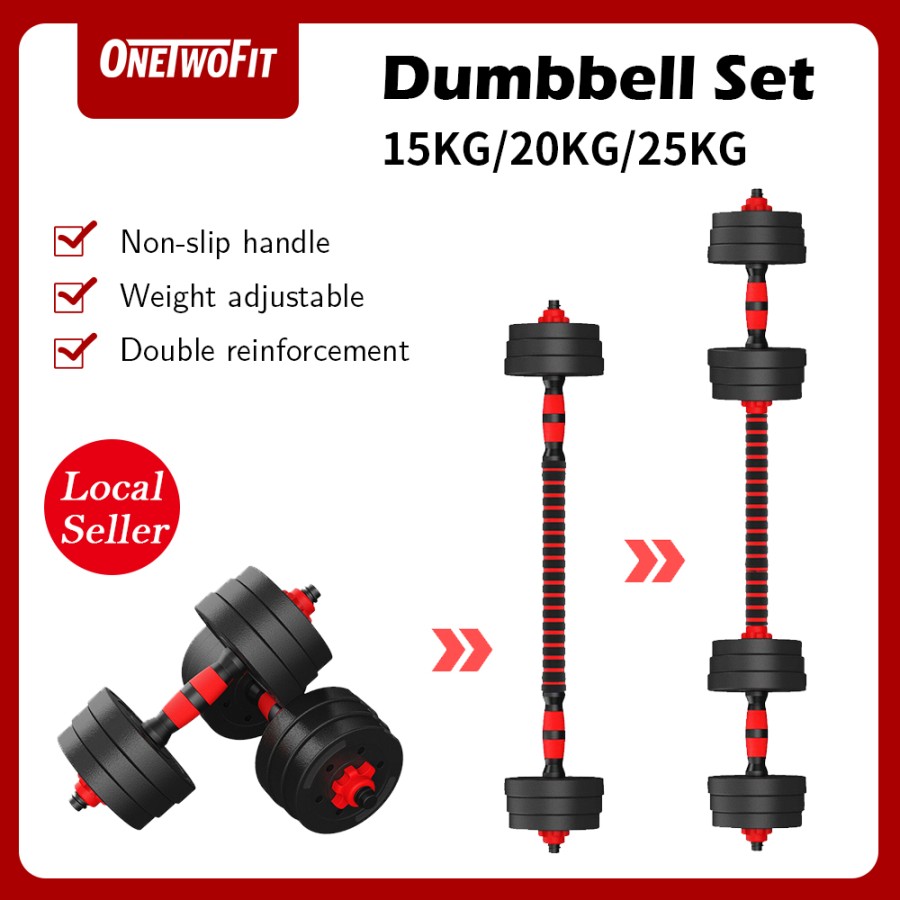 ONETWOFIT
Dumbbell Set
15KG/20KG/25KG
Non-slip handle
Weight adjustable
Double reinforcement
Local
Seller